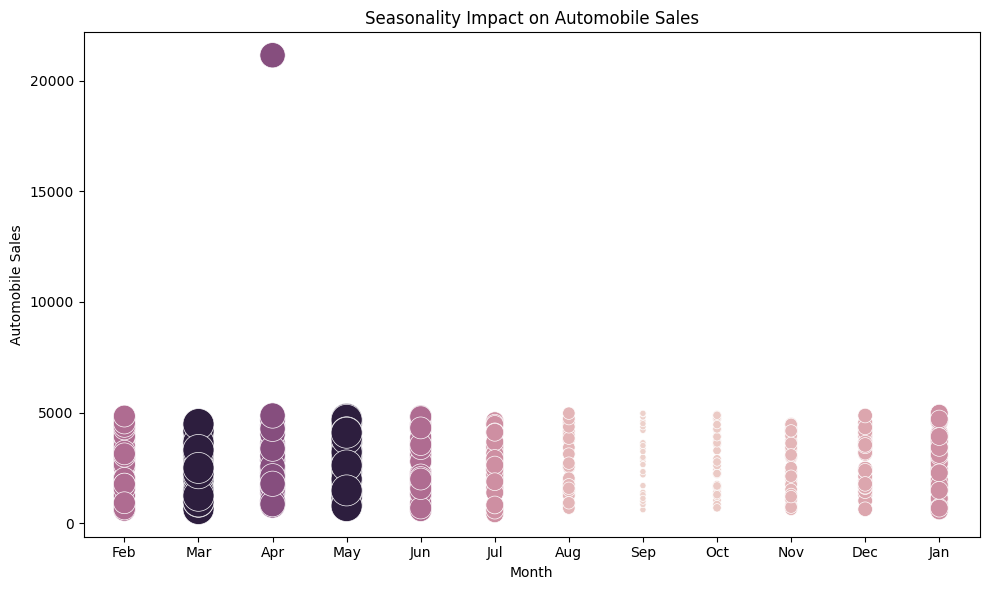 Seasonality Impact on Automobile Sales
Automobile Sales
20000
15000
10000
5000
0
Feb Mar Apr May Jun Jul Aug Sep Oct Nov Dec Jan
Month